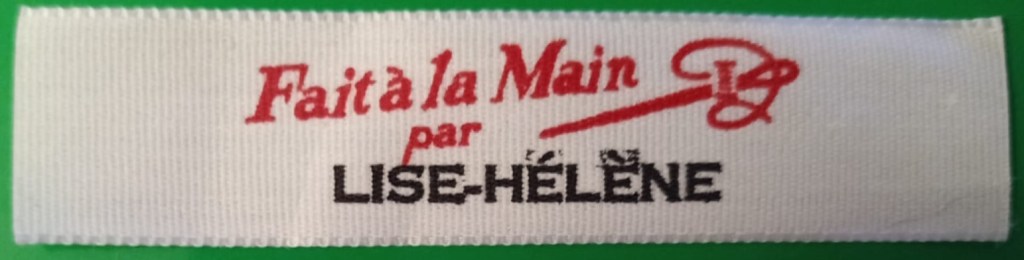 Fait à la Main
par
LISE-HÉLÈNE